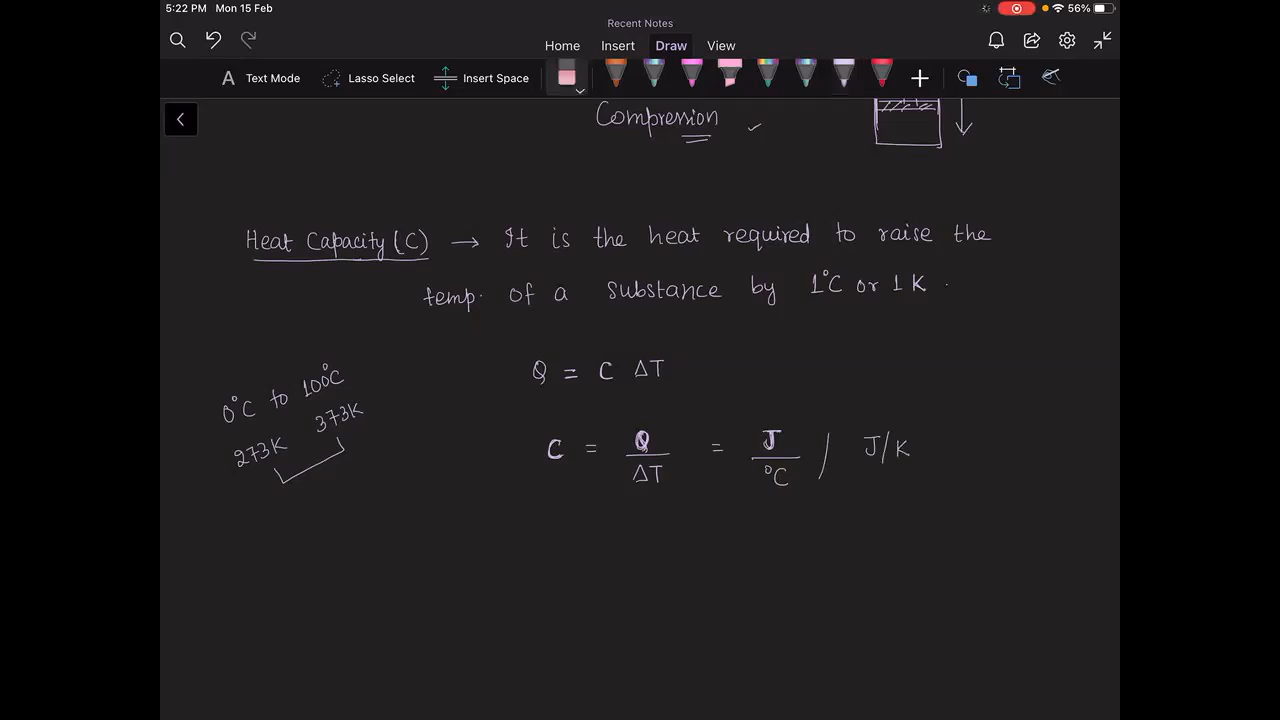 5:22 PM Mon 15 Feb
56%
Recent Notes
Home Insert Draw View
A Text Mode Lasso Select Insert Space
Compression ✓
Heat Capacity (C) → It is the heat required to raise the
temp. of a substance by 1°C or 1 K.
Q = C ΔT
0°C to 100°C
273K 373K
C = Q/ΔT = J/°C / J/K